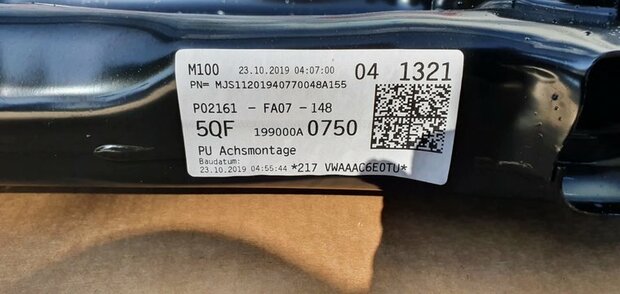 M100 23.10.2019 04:07:00 04 1321
PN= MJS11201940770048A155
P02161 - FA07 - 148
5QF 199000A 0750
PU Achsmontage
Baudatum:
23.10.2019 04:55:44 *217 VWAAAC6E0TU*